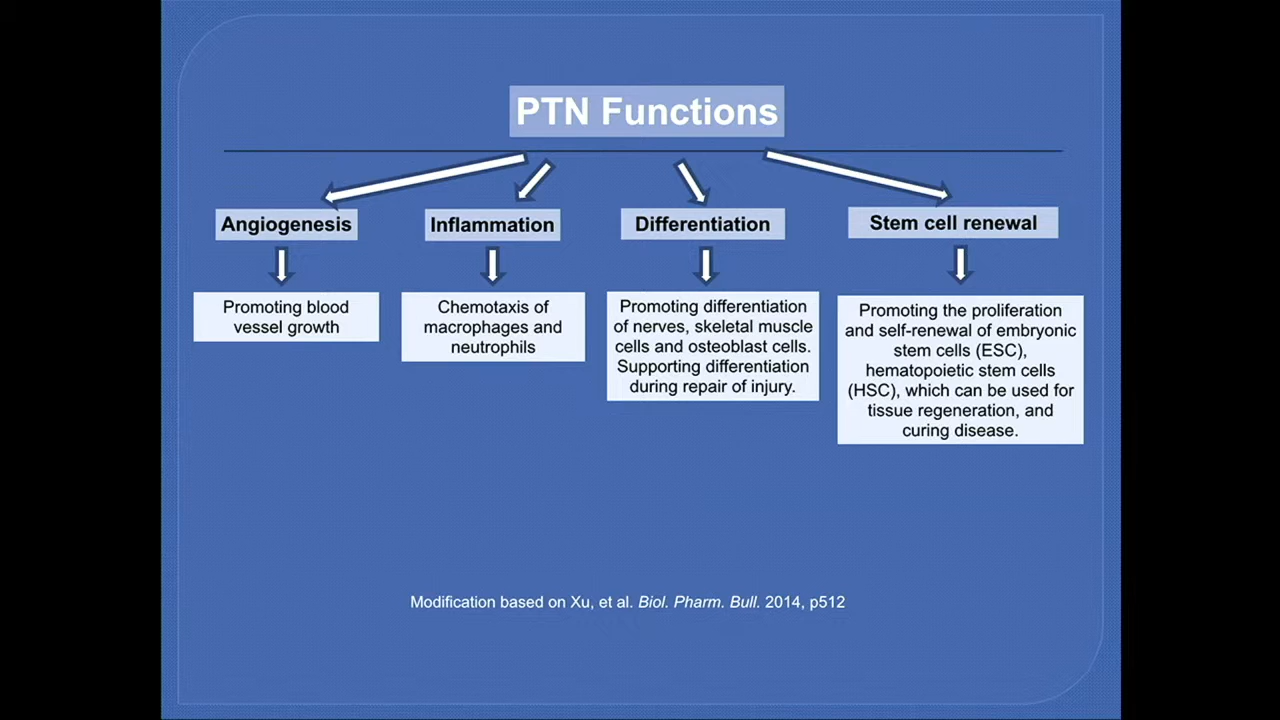 PTN Functions
Angiogenesis
Inflammation
Differentiation
Stem cell renewal
Promoting blood
vessel growth
Chemotaxis of
macrophages and
neutrophils
Promoting differentiation
of nerves, skeletal muscle
cells and osteoblast cells.
Supporting differentiation
during repair of injury.
Promoting the proliferation
and self-renewal of embryonic
stem cells (ESC),
hematopoietic stem cells
(HSC), which can be used for
tissue regeneration, and
curing disease.
Modification based on Xu, et al. Biol. Pharm. Bull. 2014, p512